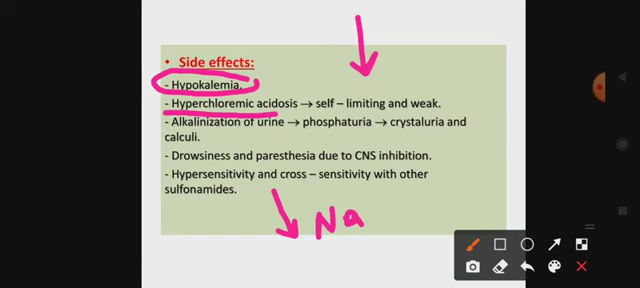 • Side effects:
- Hypokalemia.
- Hyperchloremic acidosis → self – limiting and weak.
- Alkalinization of urine → phosphaturia → crystaluria and
calculi.
- Drowsiness and paresthesia due to CNS inhibition.
- Hypersensitivity and cross – sensitivity with other
sulfonamides.
Na